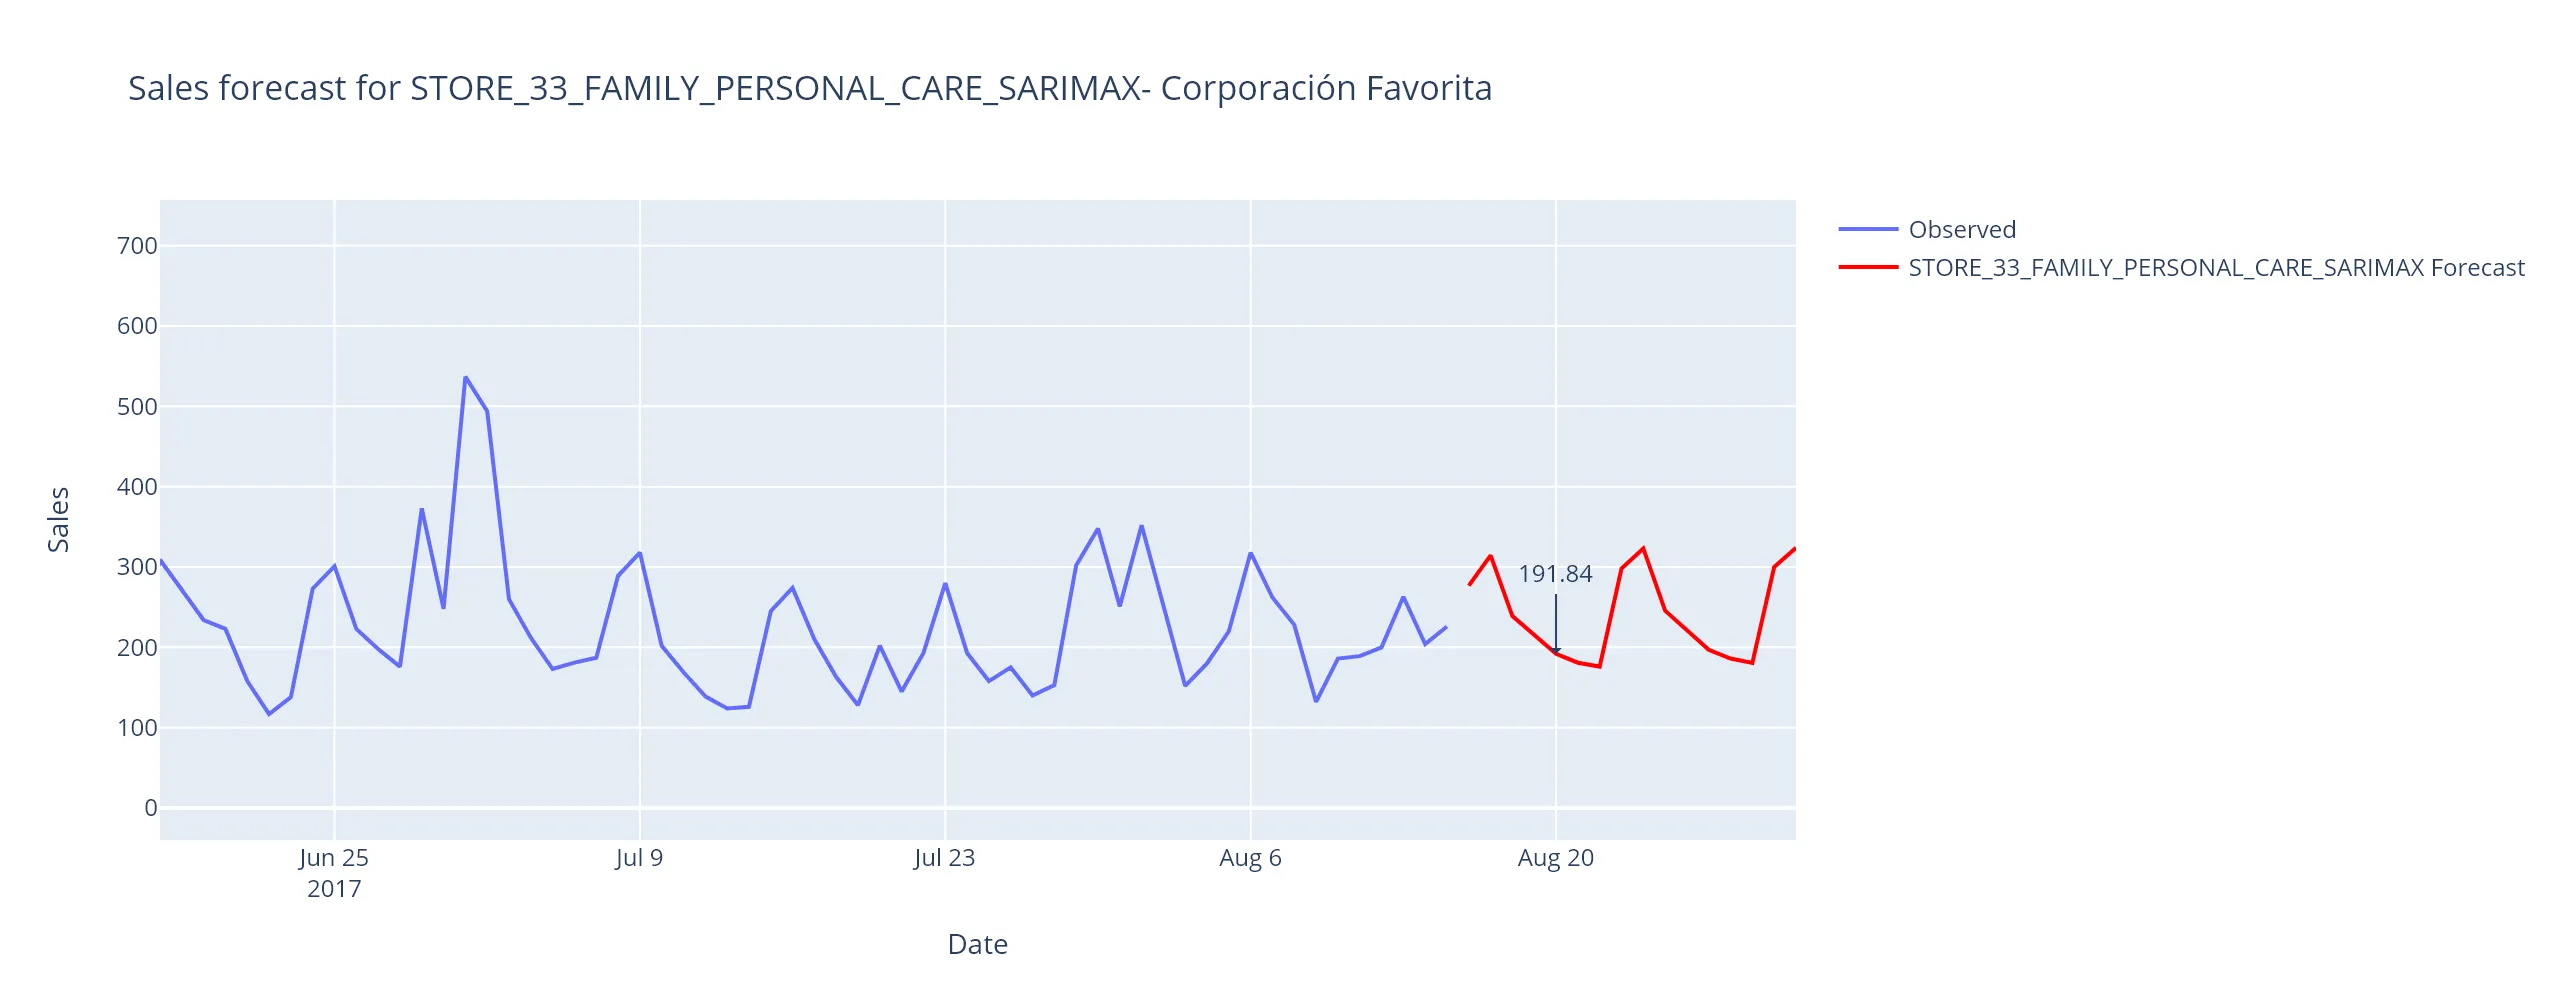 Sales forecast for STORE_33_FAMILY_PERSONAL_CARE_SARIMAX- Corporación Favorita
Observed
STORE_33_FAMILY_PERSONAL_CARE_SARIMAX Forecast
Sales
700
600
500
400
300
200
100
0
191.84
Jun 25
2017
Jul 9
Jul 23
Aug 6
Aug 20
Date